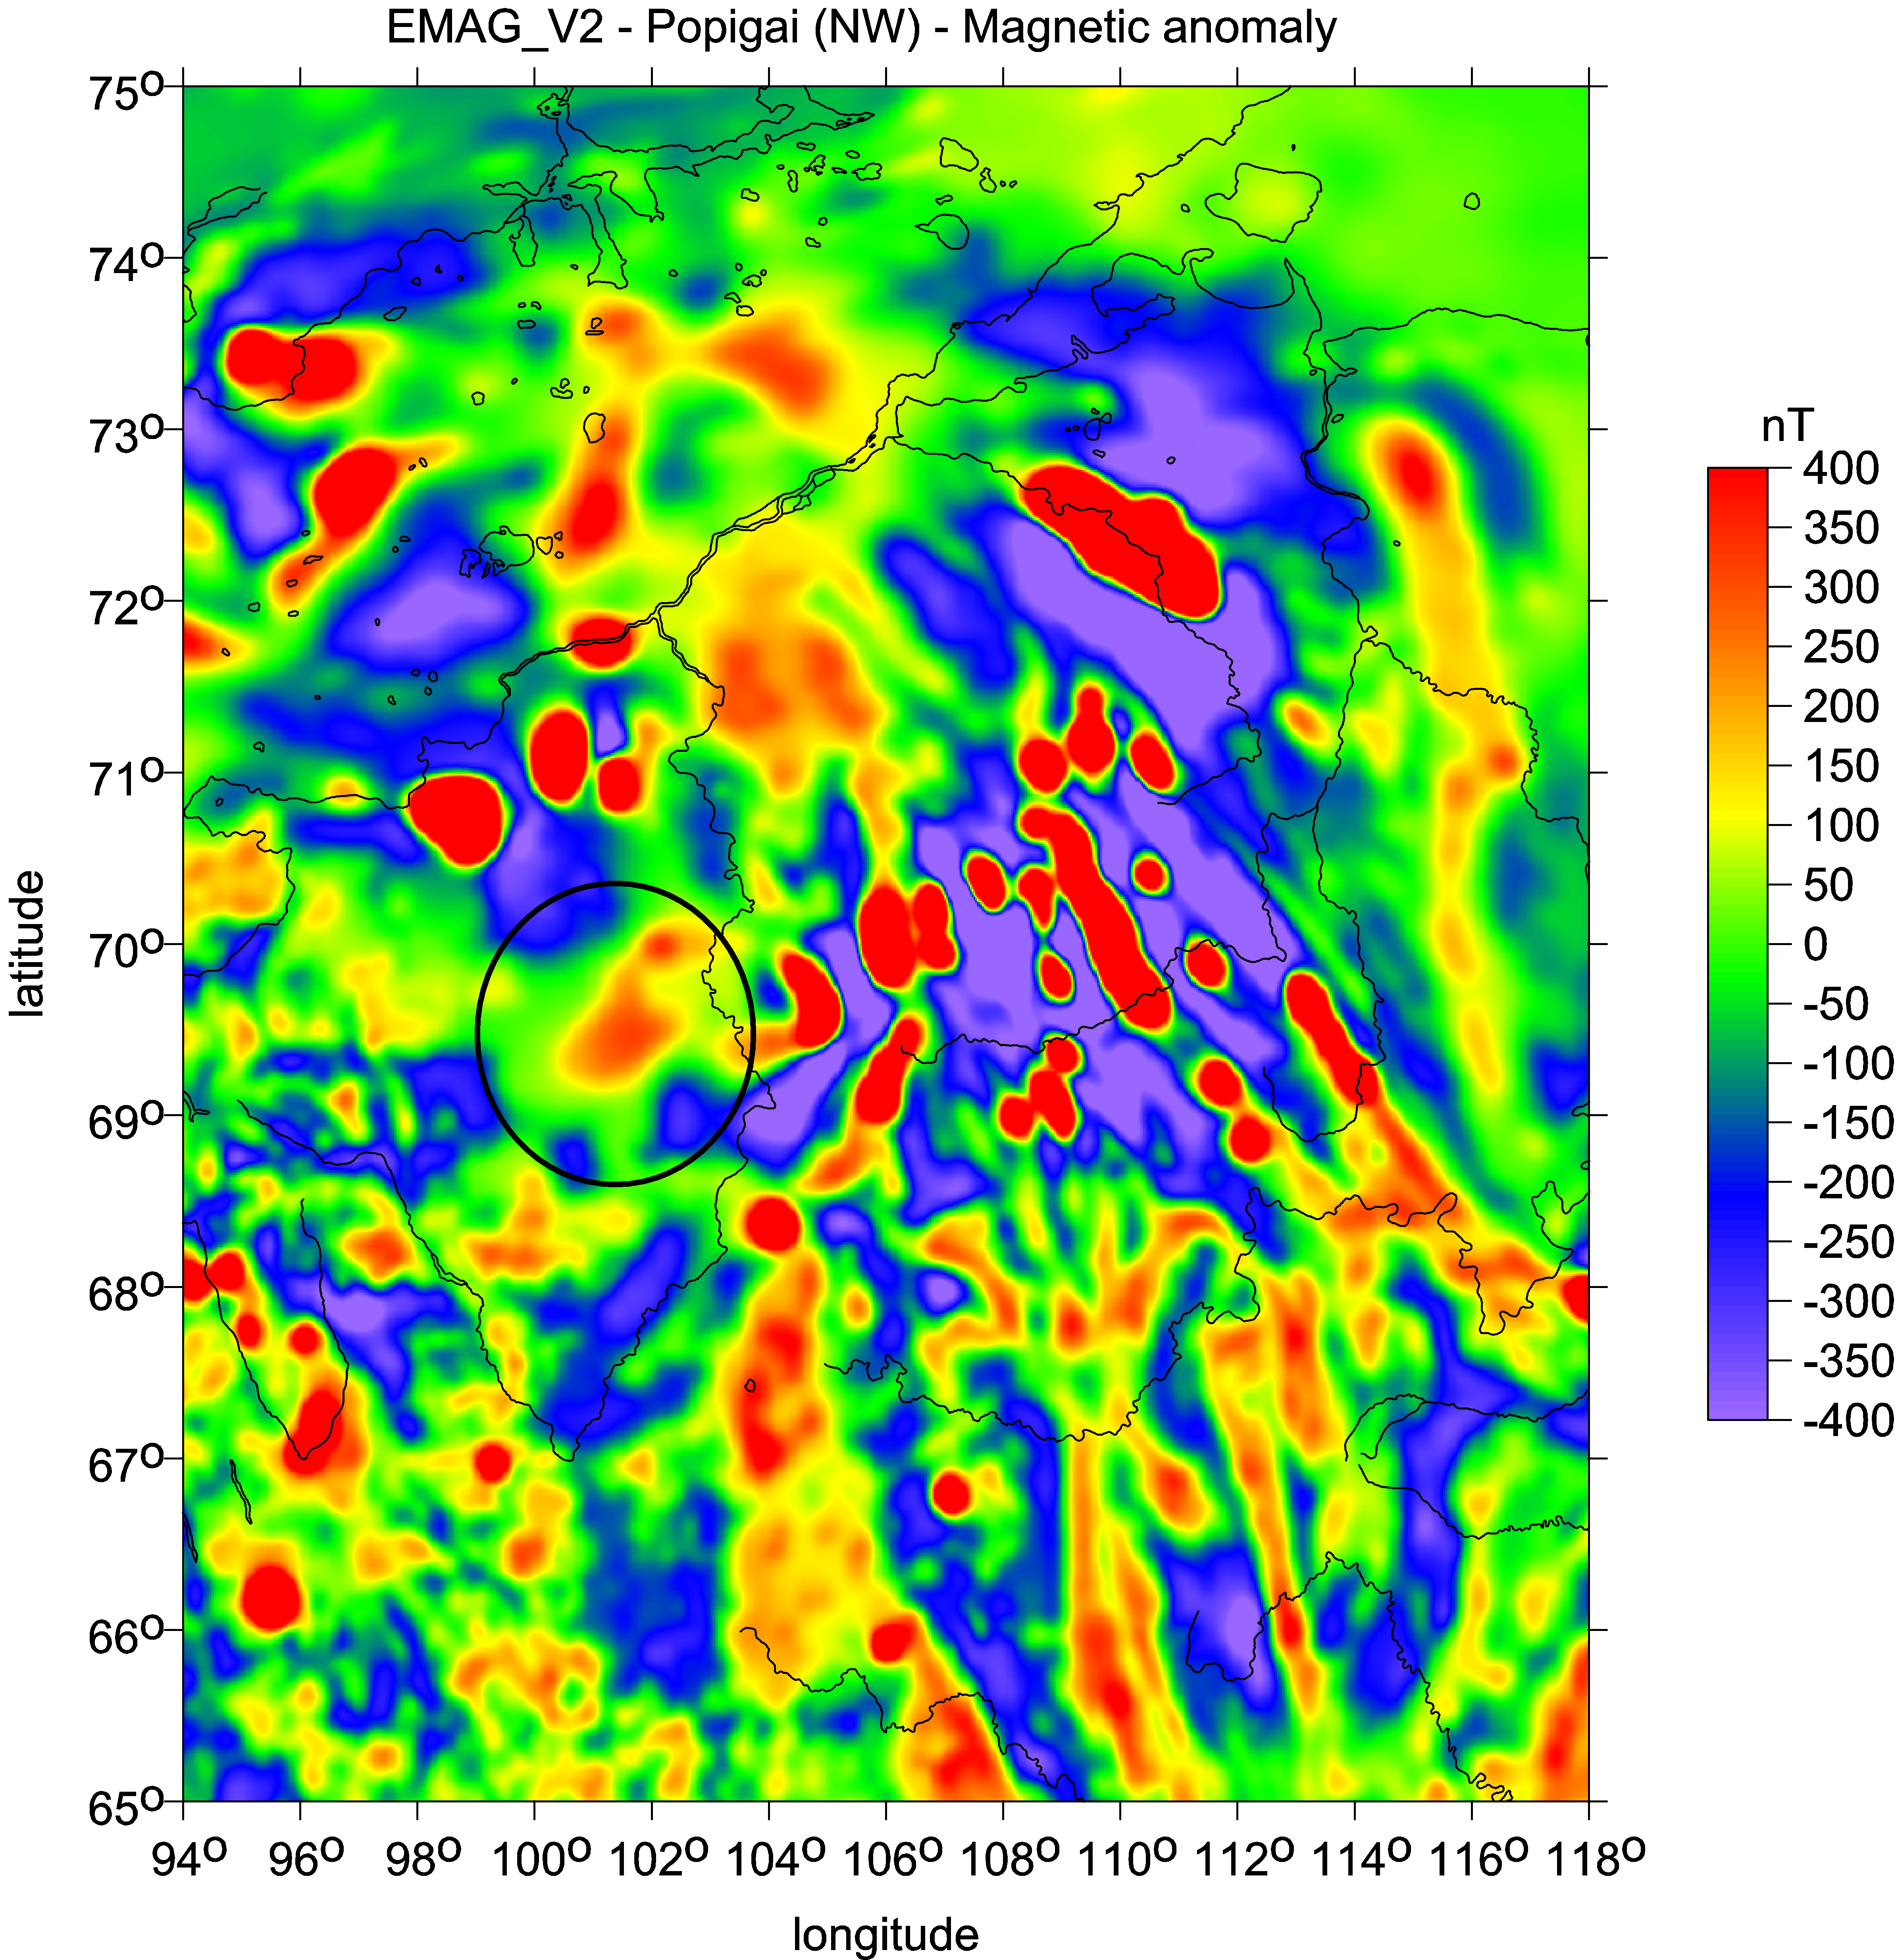 EMAG_V2 - Popigai (NW) - Magnetic anomaly
75o
74o
73o
72o
71o
70o
69o
68o
67o
66o
65o
latitude
94o 96o 98o 100o 102o 104o 106o 108o 110o 112o 114o 116o 118o
longitude
nT
400
350
300
250
200
150
100
50
0
-50
-100
-150
-200
-250
-300
-350
-400